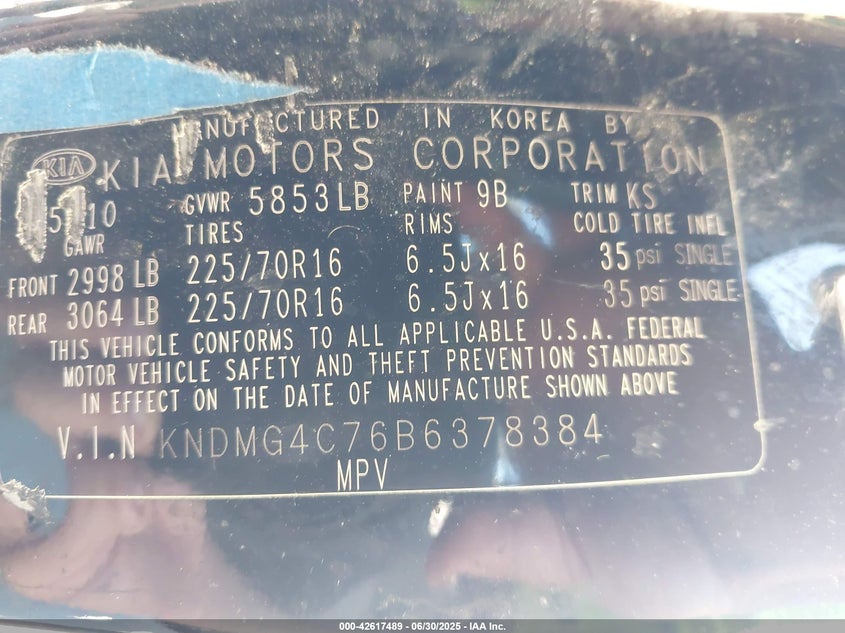 MANUFACTURED IN KOREA BY
KIA KIA MOTORS CORPORATION
GVWR 5853LB PAINT 9B TRIM KS
GAWR TIRES RIMS COLD TIRE INFL
FRONT 2998 LB 225/70R16 6.5Jx16 35 psi SINGLE
REAR 3064 LB 225/70R16 6.5Jx16 35 psi SINGLE
THIS VEHICLE CONFORMS TO ALL APPLICABLE U.S.A. FEDERAL
MOTOR VEHICLE SAFETY AND THEFT PREVENTION STANDARDS
IN EFFECT ON THE DATE OF MANUFACTURE SHOWN ABOVE
V.I.N KNDMG4C76B6378384
MPV
000-42617489 - 06/30/2025 - IAA Inc.